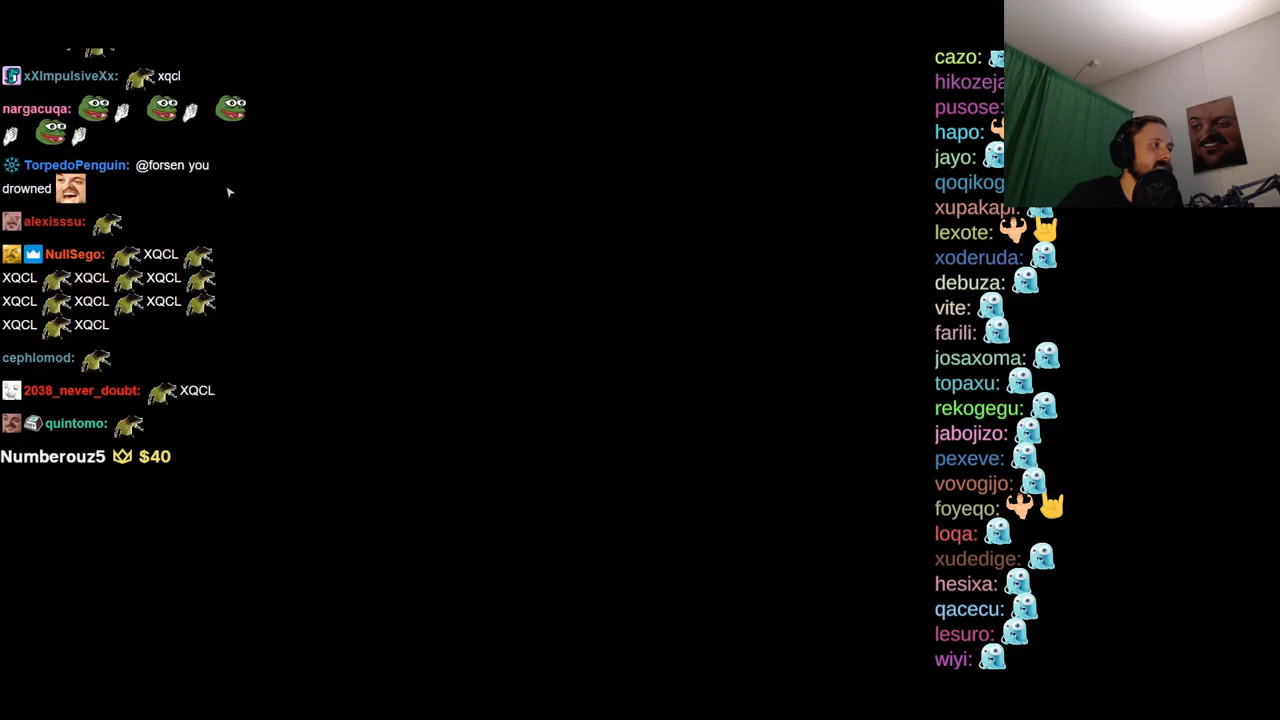 xXImpulsiveXx: xqcl
nargacuqa:
TorpedoPenguin: @forsen you
drowned
alexisssu:
NullSego: XQCL
XQCL XQCL XQCL
XQCL XQCL XQCL
XQCL XQCL
cephlomod:
2038_never_doubt: XQCL
quintomo:
Numberouz5 $40
cazo:
hikozeja
pusose:
hapo:
jayo:
qoqikog
xupakapi:
lexote:
xoderuda:
debuza:
vite:
farili:
josaxoma:
topaxu:
rekogegu:
jabojizo:
pexeve:
vovogijo:
foyeqo:
loqa:
xudedige:
hesixa:
qacecu:
lesuro:
wiyi: